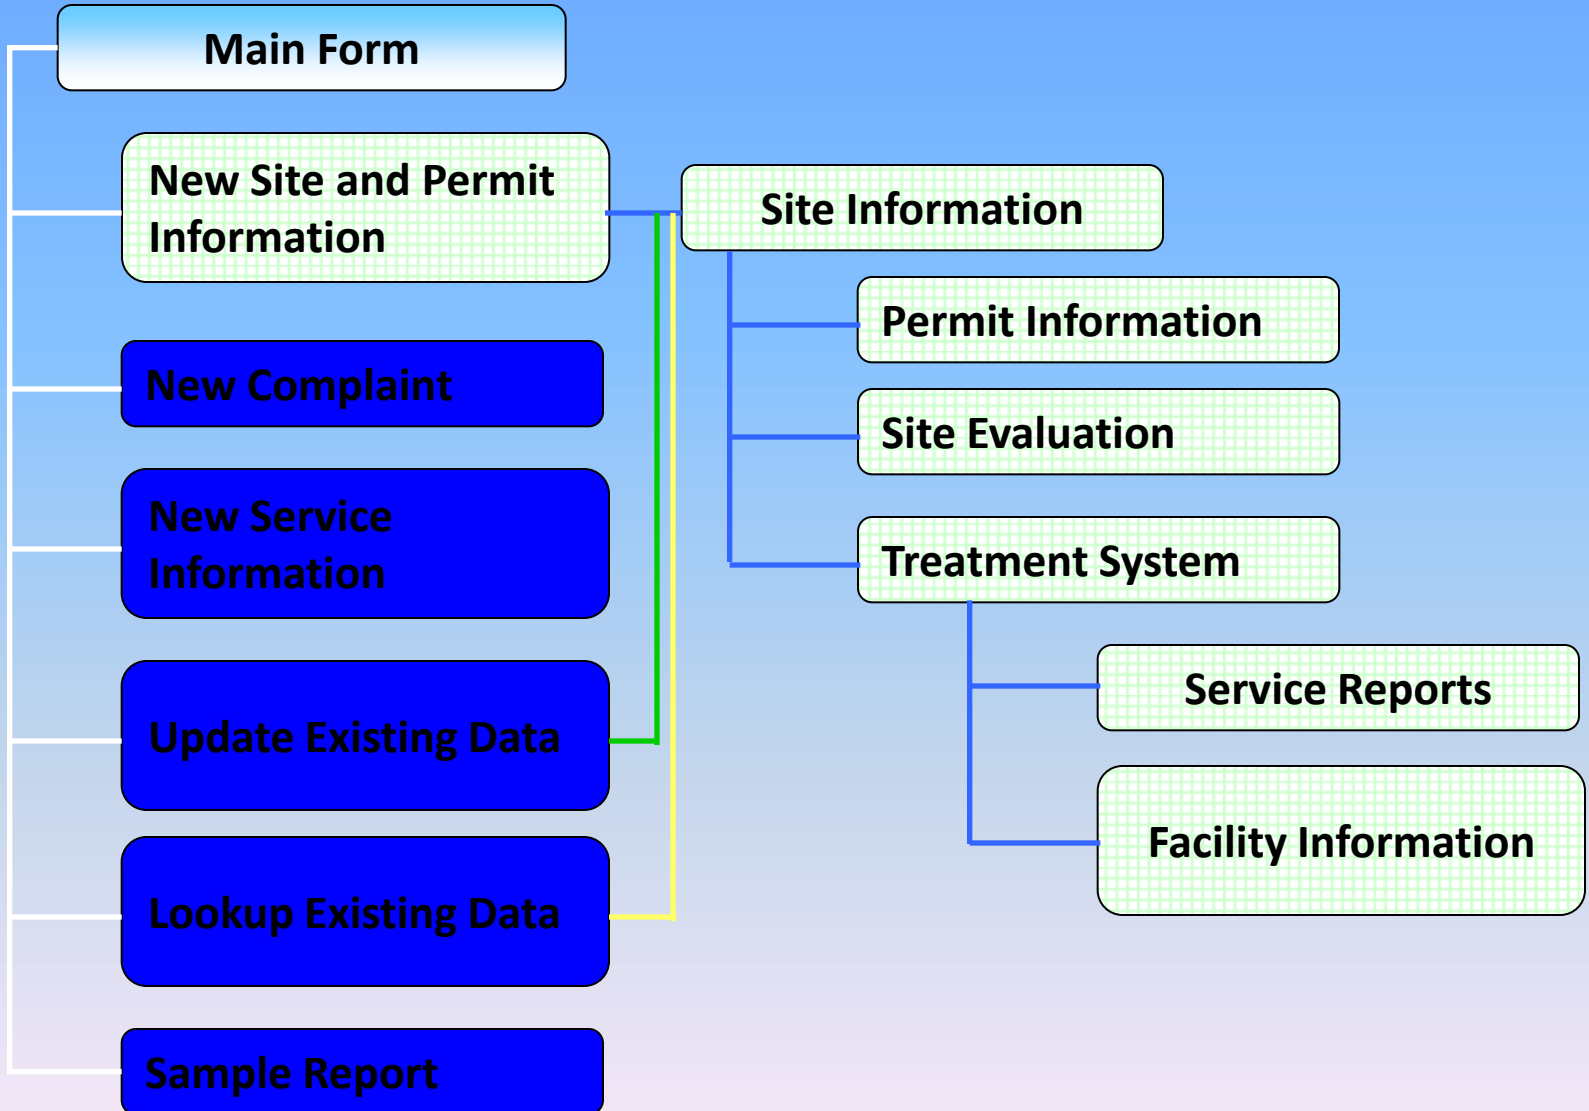 Main Form
New Site and Permit
Information
Site Information
Permit Information
New Complaint
Site Evaluation
New Service
Information
Treatment System
Service Reports
Update Existing Data
Facility Information
Lookup Existing Data
Sample Report